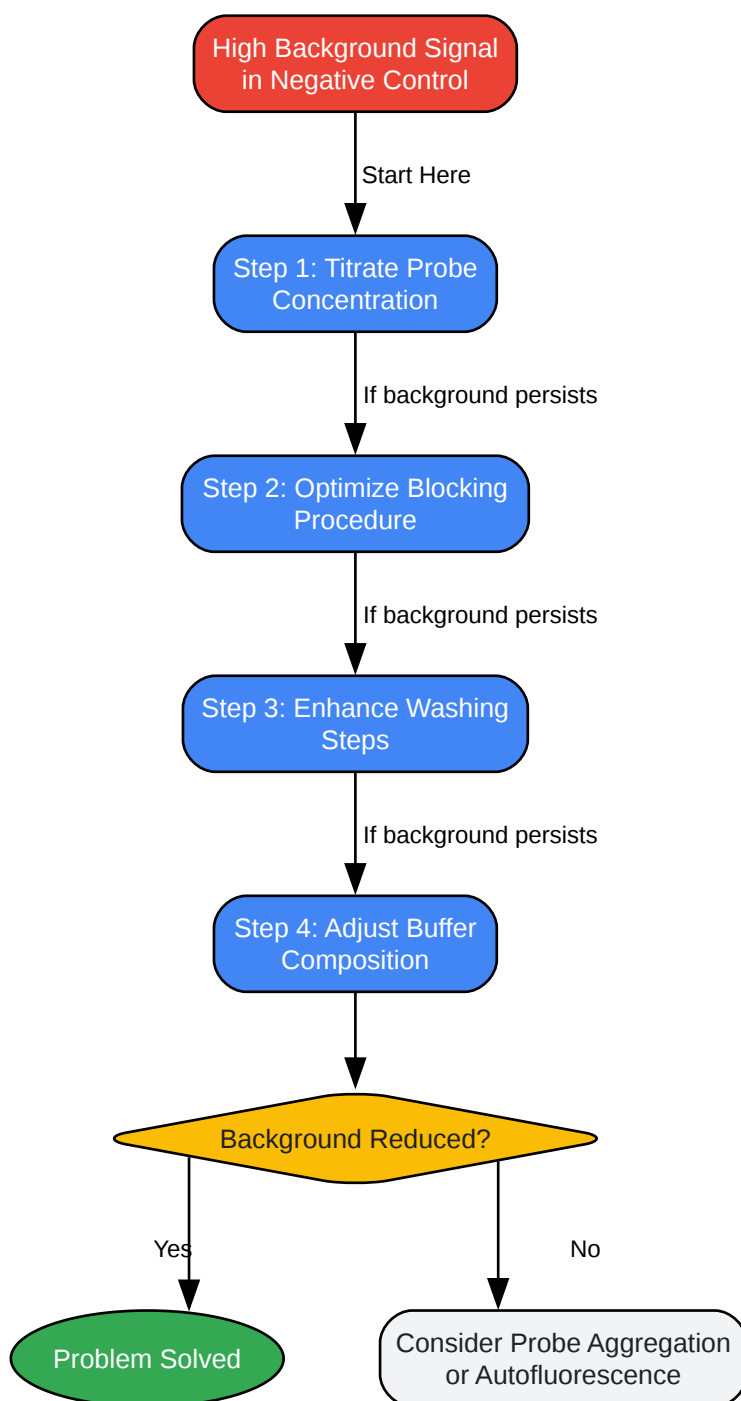 High Background Signal
in Negative Control
Start Here
Step 1: Titrate Probe
Concentration
If background persists
Step 2: Optimize Blocking
Procedure
If background persists
Step 3: Enhance Washing
Steps
If background persists
Step 4: Adjust Buffer
Composition
Background Reduced?
Yes
No
Problem Solved
Consider Probe Aggregation
or Autofluorescence